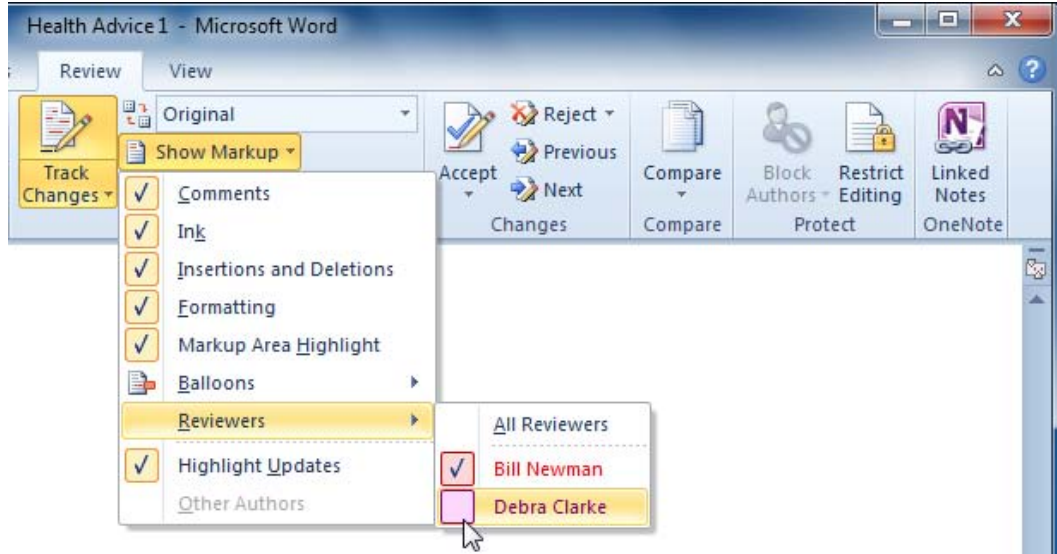 Health Advice 1 - Microsoft Word
Review View
Original
Show Markup
Track Changes
Accept
Reject
Previous
Next
Compare
Block Authors
Restrict Editing
Linked Notes
Changes Compare Protect OneNote
Comments
Ink
Insertions and Deletions
Formatting
Markup Area Highlight
Balloons
Reviewers
Highlight Updates
Other Authors
All Reviewers
Bill Newman
Debra Clarke